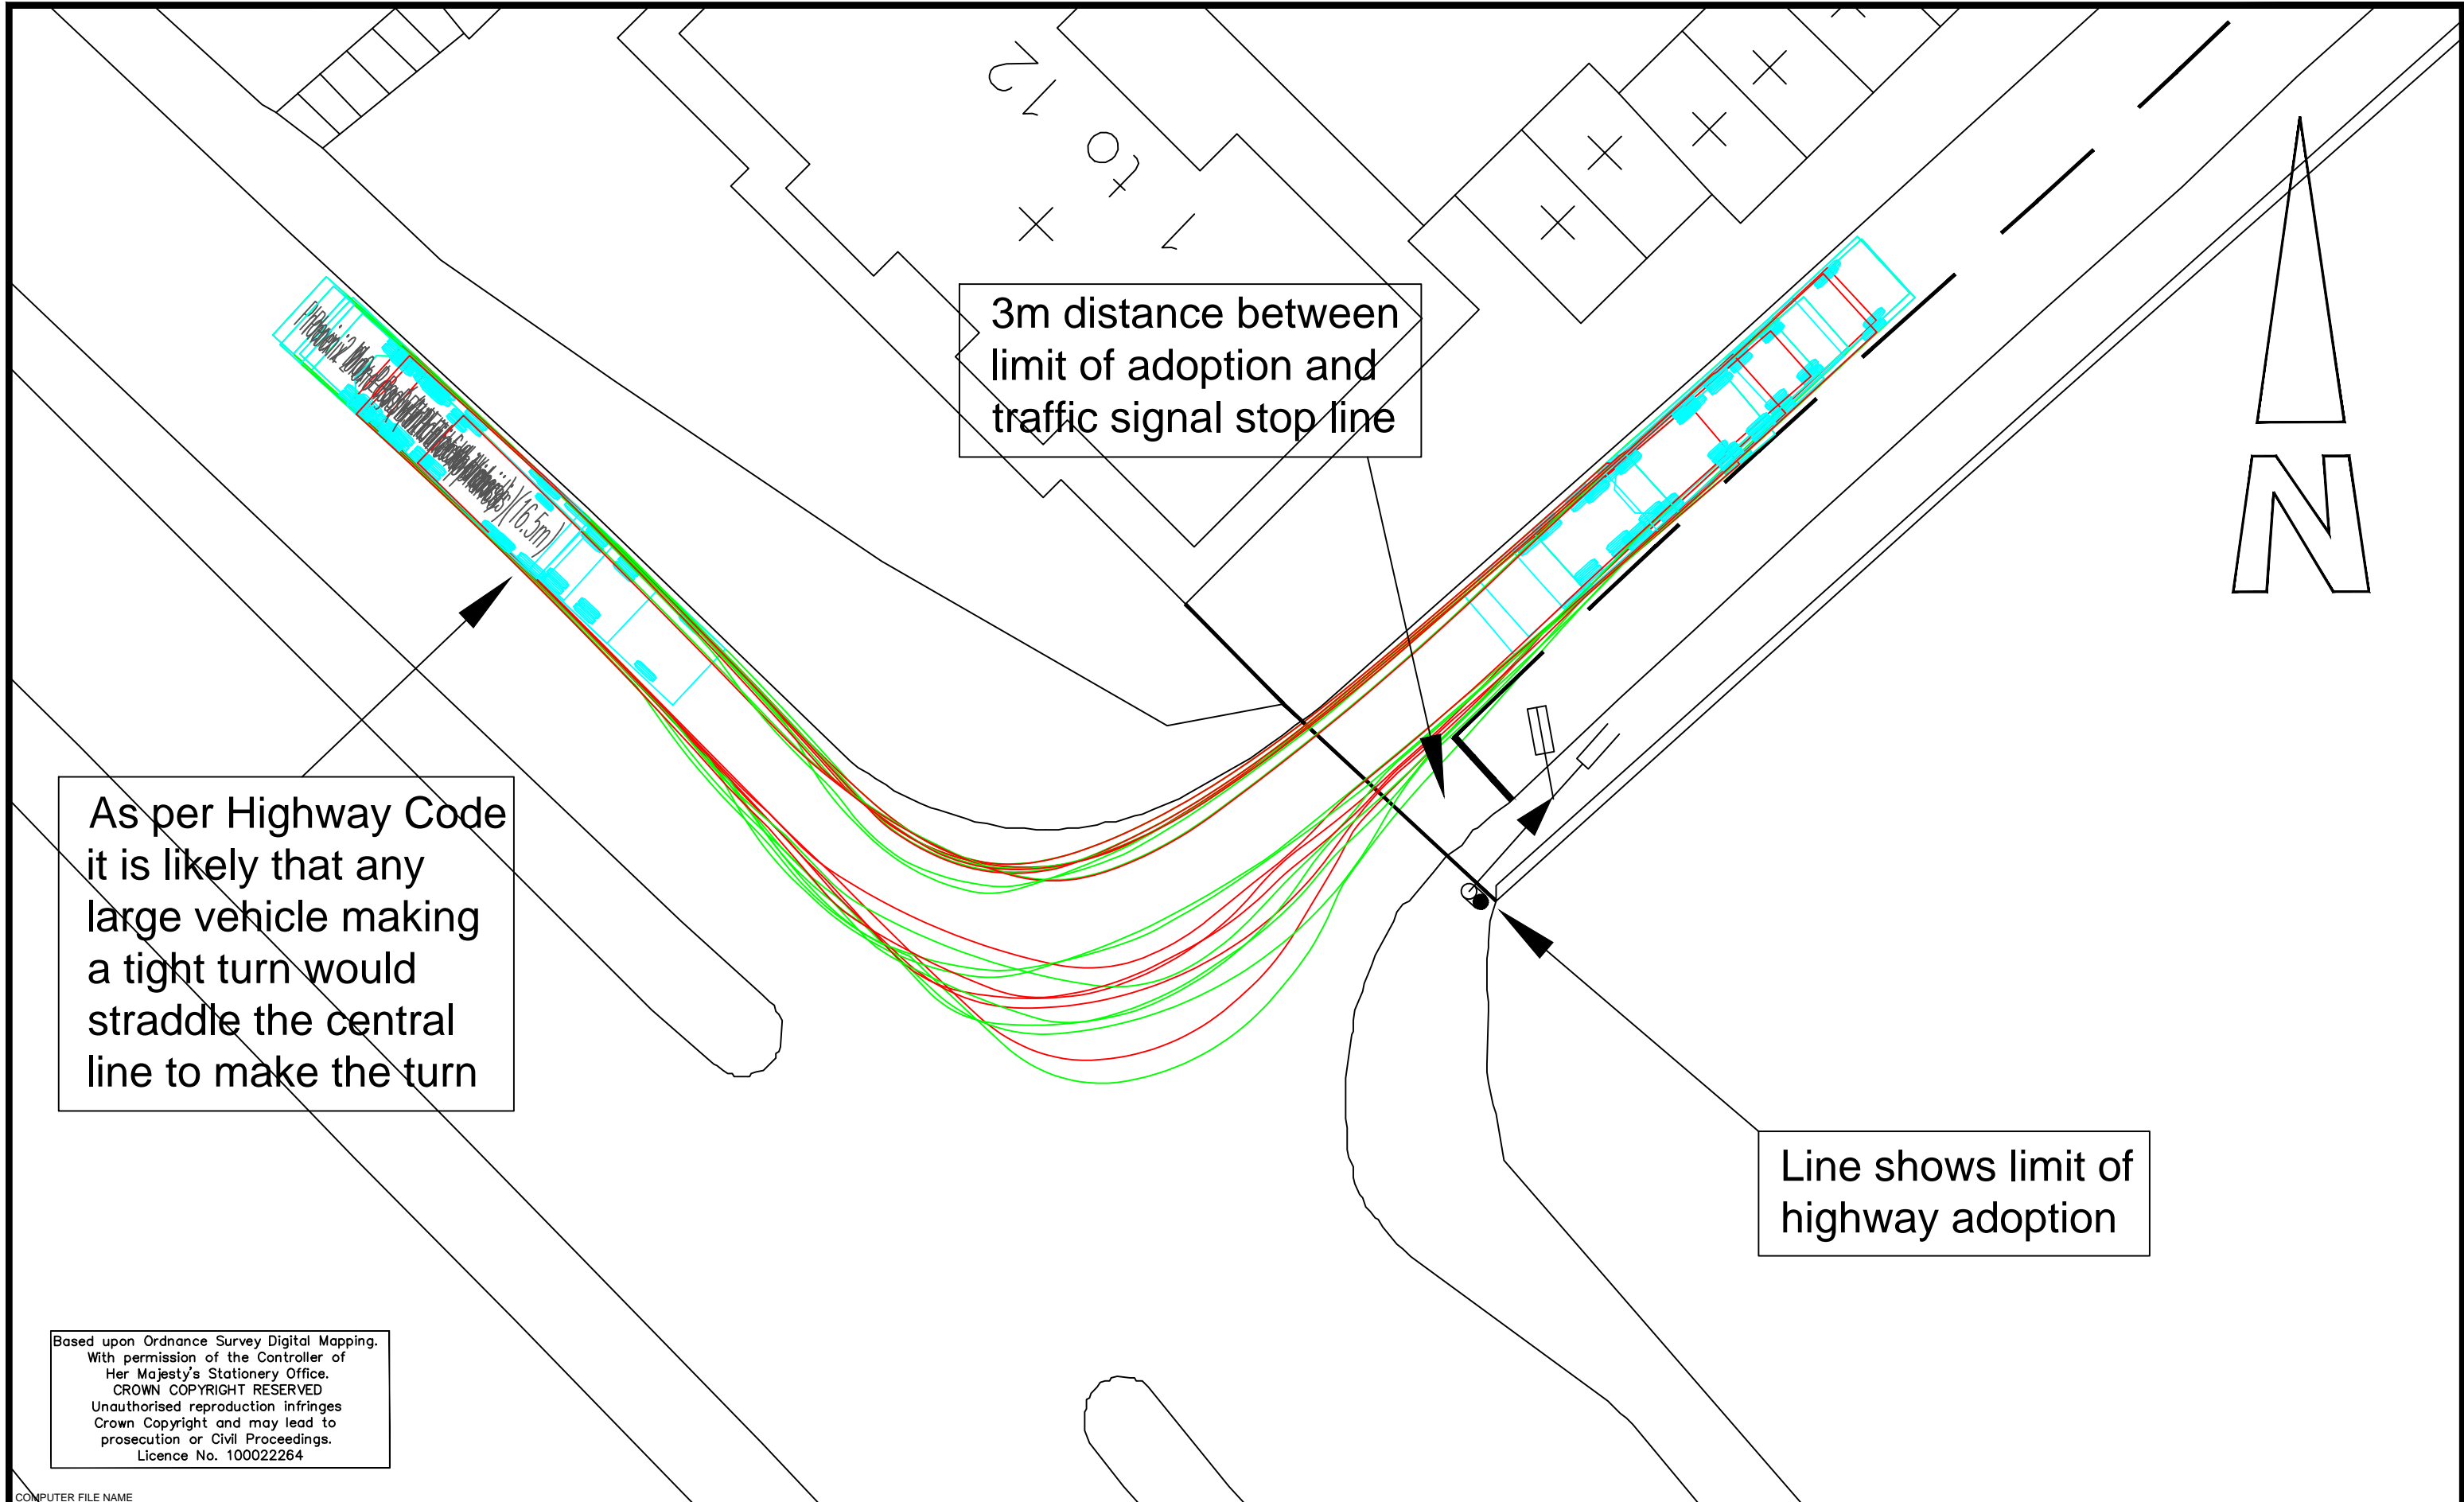 1 to 12
3m distance between
limit of adoption and
traffic signal stop line
(16.5m)
As per Highway Code
it is likely that any
large vehicle making
a tight turn would
straddle the central
line to make the turn
N
Line shows limit of
highway adoption
Based upon Ordnance Survey Digital Mapping.
With permission of the Controller of
Her Majesty's Stationery Office.
CROWN COPYRIGHT RESERVED
Unauthorised reproduction infringes
Crown Copyright and may lead to
prosecution or Civil Proceedings.
Licence No. 100022264
COMPUTER FILE NAME